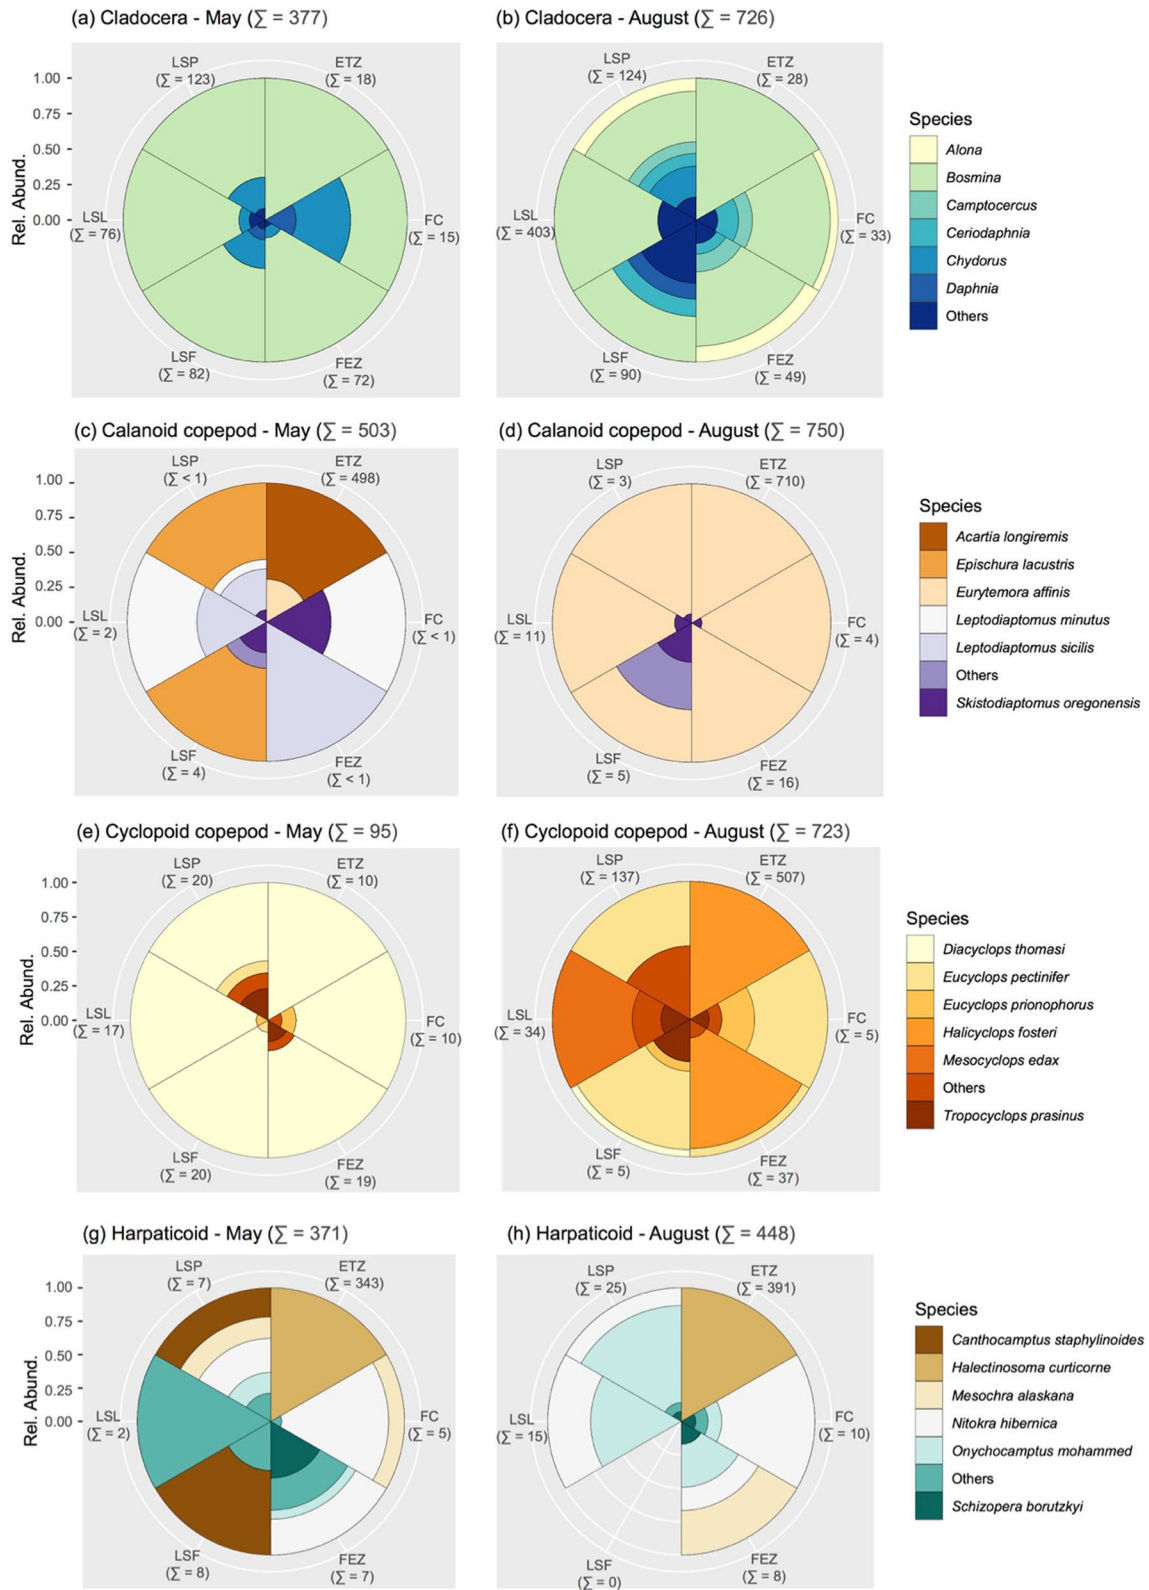 (a) Cladocera - May (∑ = 377)
(b) Cladocera - August (∑ = 726)
Rel. Abund.
1.00
0.75
0.50
0.25
0.00
LSP
(∑ = 123)
ETZ
(∑ = 18)
LSL
(∑ = 76)
FC
(∑ = 15)
LSF
(∑ = 82)
FEZ
(∑ = 72)
LSP
(∑ = 124)
ETZ
(∑ = 28)
LSL
(∑ = 403)
FC
(∑ = 33)
LSF
(∑ = 90)
FEZ
(∑ = 49)
Species
Alona
Bosmina
Camptocercus
Ceriodaphnia
Chydorus
Daphnia
Others
(c) Calanoid copepod - May (∑ = 503)
(d) Calanoid copepod - August (∑ = 750)
Rel. Abund.
1.00
0.75
0.50
0.25
0.00
LSP
(∑ < 1)
ETZ
(∑ = 498)
LSL
(∑ = 2)
FC
(∑ < 1)
LSF
(∑ = 4)
FEZ
(∑ < 1)
LSP
(∑ = 3)
ETZ
(∑ = 710)
LSL
(∑ = 11)
FC
(∑ = 4)
LSF
(∑ = 5)
FEZ
(∑ = 16)
Species
Acartia longiremis
Epischura lacustris
Eurytemora affinis
Leptodiaptomus minutus
Leptodiaptomus sicilis
Others
Skistodiaptomus oregonensis
(e) Cyclopoid copepod - May (∑ = 95)
(f) Cyclopoid copepod - August (∑ = 723)
Rel. Abund.
1.00
0.75
0.50
0.25
0.00
LSP
(∑ = 20)
ETZ
(∑ = 10)
LSL
(∑ = 17)
FC
(∑ = 10)
LSF
(∑ = 20)
FEZ
(∑ = 19)
LSP
(∑ = 137)
ETZ
(∑ = 507)
LSL
(∑ = 34)
FC
(∑ = 5)
LSF
(∑ = 5)
FEZ
(∑ = 37)
Species
Diacyclops thomasi
Eucyclops pectinifer
Eucyclops prionophorus
Halicyclops fosteri
Mesocyclops edax
Others
Tropocyclops prasinus
(g) Harpaticoid - May (∑ = 371)
(h) Harpaticoid - August (∑ = 448)
Rel. Abund.
1.00
0.75
0.50
0.25
0.00
LSP
(∑ = 7)
ETZ
(∑ = 343)
LSL
(∑ = 2)
FC
(∑ = 5)
LSF
(∑ = 8)
FEZ
(∑ = 7)
LSP
(∑ = 25)
ETZ
(∑ = 391)
LSL
(∑ = 15)
FC
(∑ = 10)
LSF
(∑ = 0)
FEZ
(∑ = 8)
Species
Canthocamptus staphylinoides
Halectinosoma curticorne
Mesochra alaskana
Nitokra hibernica
Onychocamptus mohammed
Others
Schizopera borutzkyi